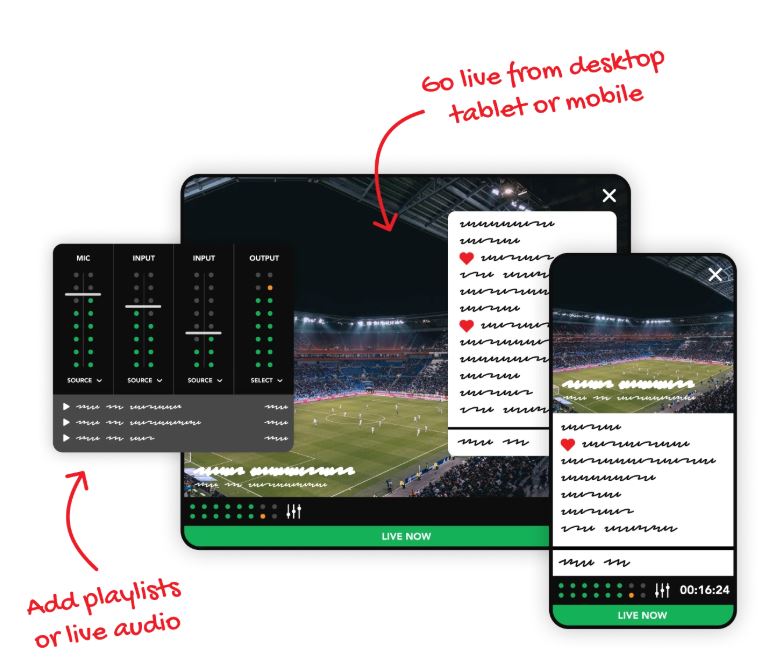 Go live from desktop
tablet or mobile
MIC INPUT INPUT OUTPUT
SOURCE SOURCE SOURCE SELECT
LIVE NOW
00:16:24
LIVE NOW
Add playlists
or live audio